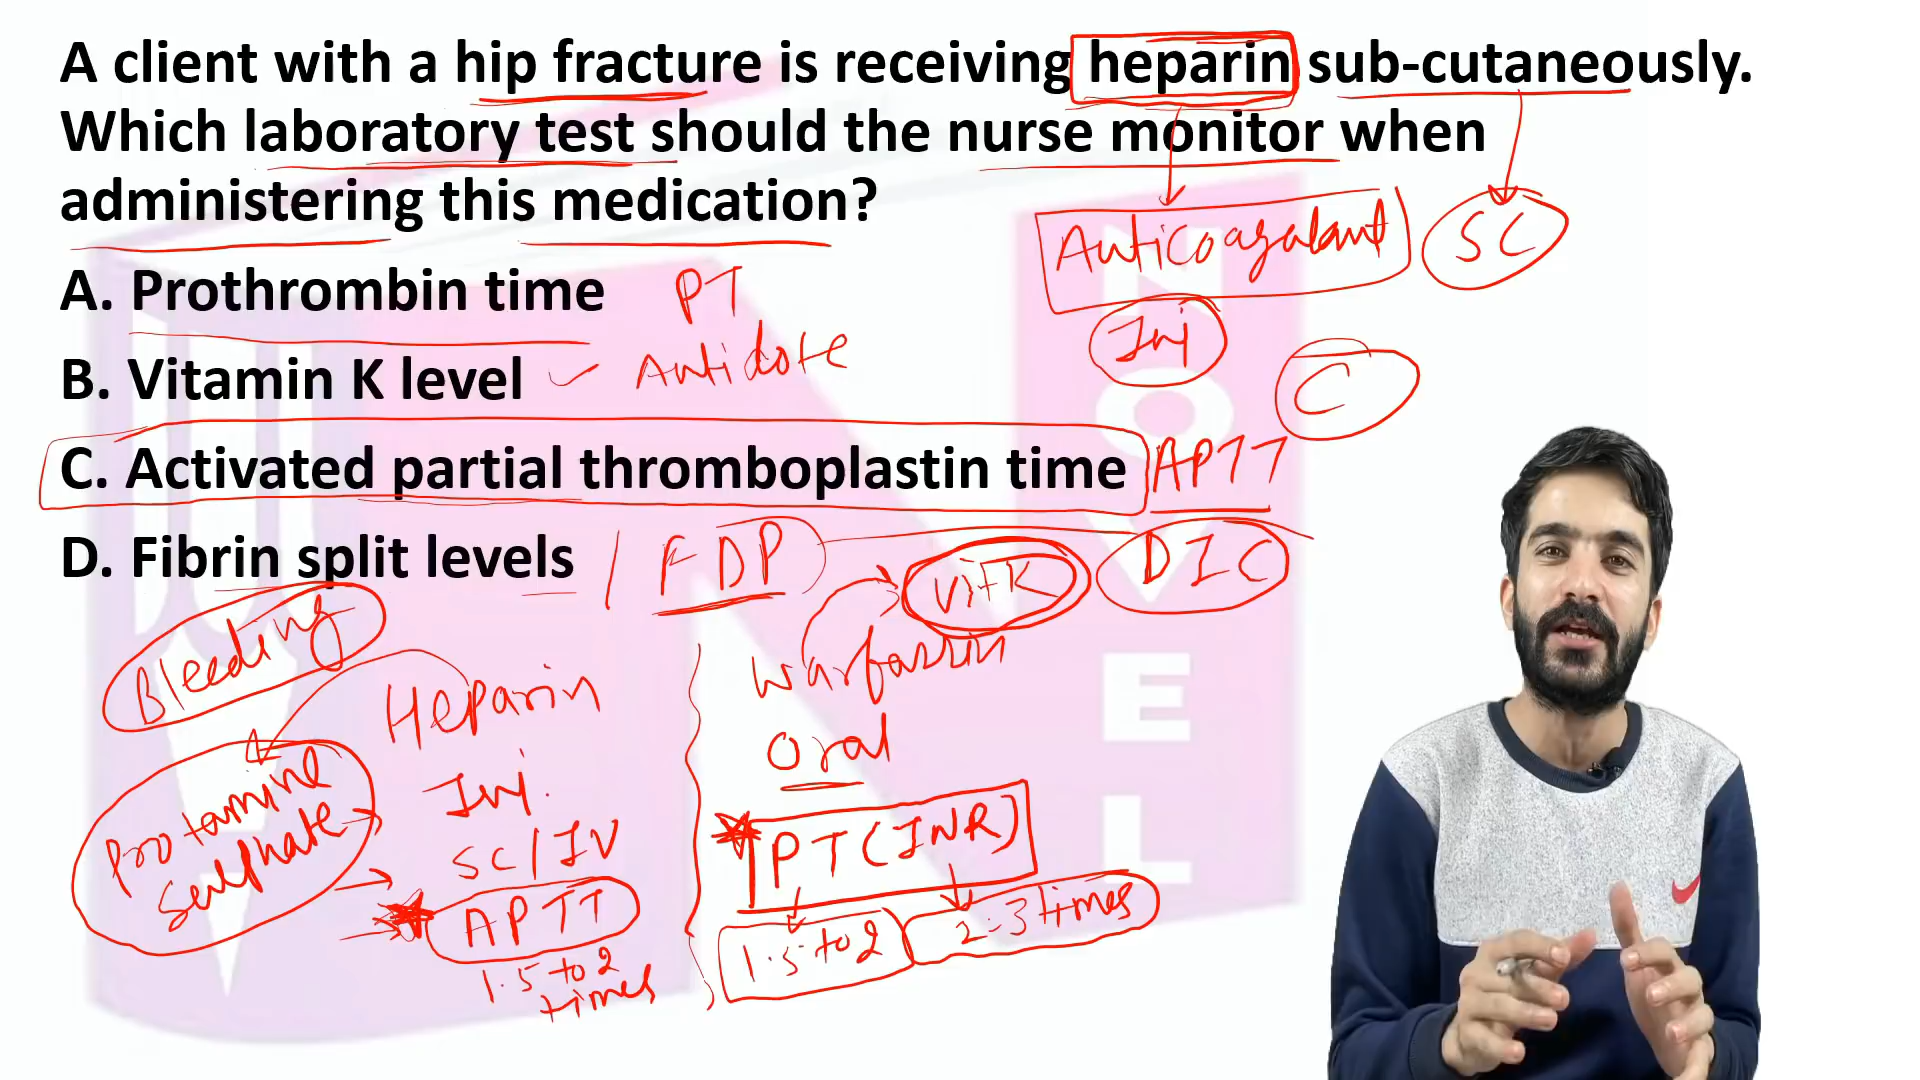 A client with a hip fracture is receiving heparin sub-cutaneously.
Which laboratory test should the nurse monitor when
administering this medication?
Anticoagulant
SC
A. Prothrombin time PT
Inj
B. Vitamin K level Antidote
C
C. Activated partial thromboplastin time APTT
D. Fibrin split levels / FDP
Vit K
DIC
Bleeding
Heparin
Inj.
SC/IV
APTT
1.5 to 2
times
Protamine
Sulphate
Warfarin
Oral
PT (INR)
1.5 to 2
2-3 times
NOVEL